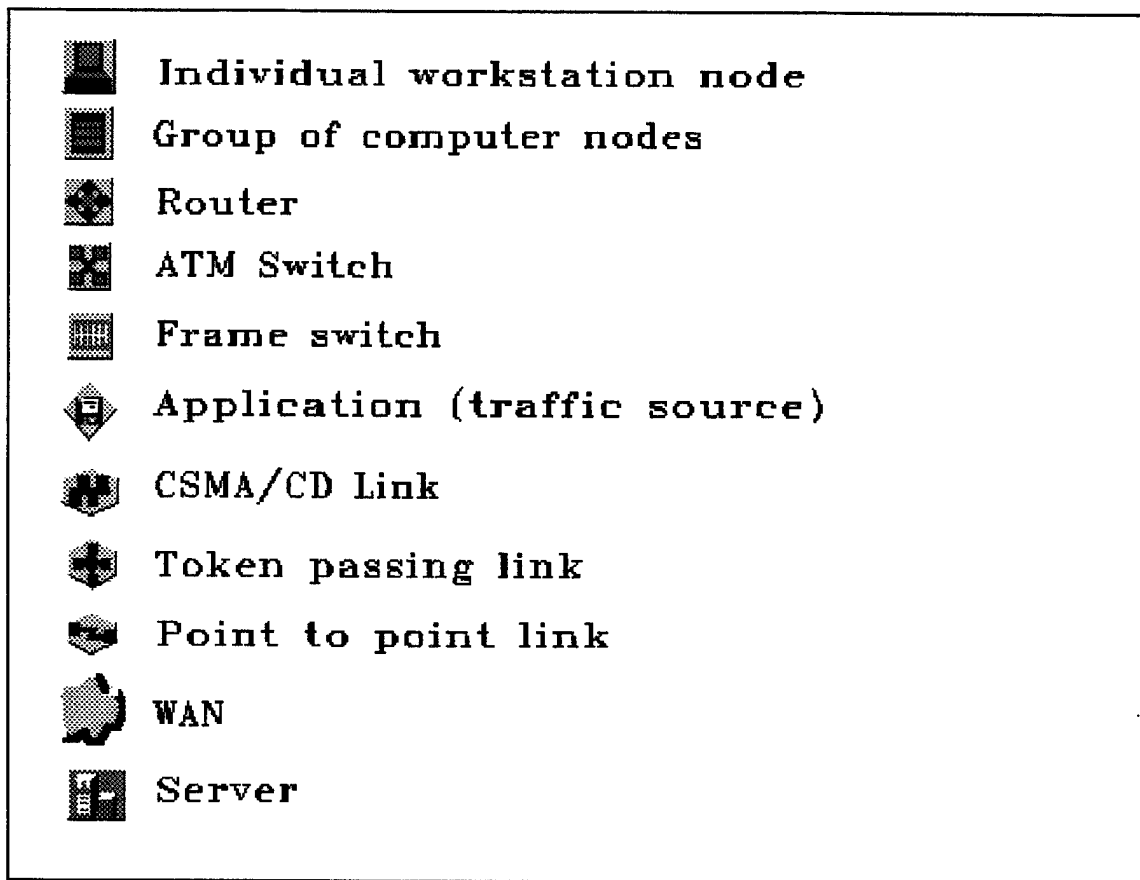 Individual workstation node
Group of computer nodes
Router
ATM Switch
Frame switch
Application (traffic source)
CSMA/CD Link
Token passing link
Point to point link
WAN
Server